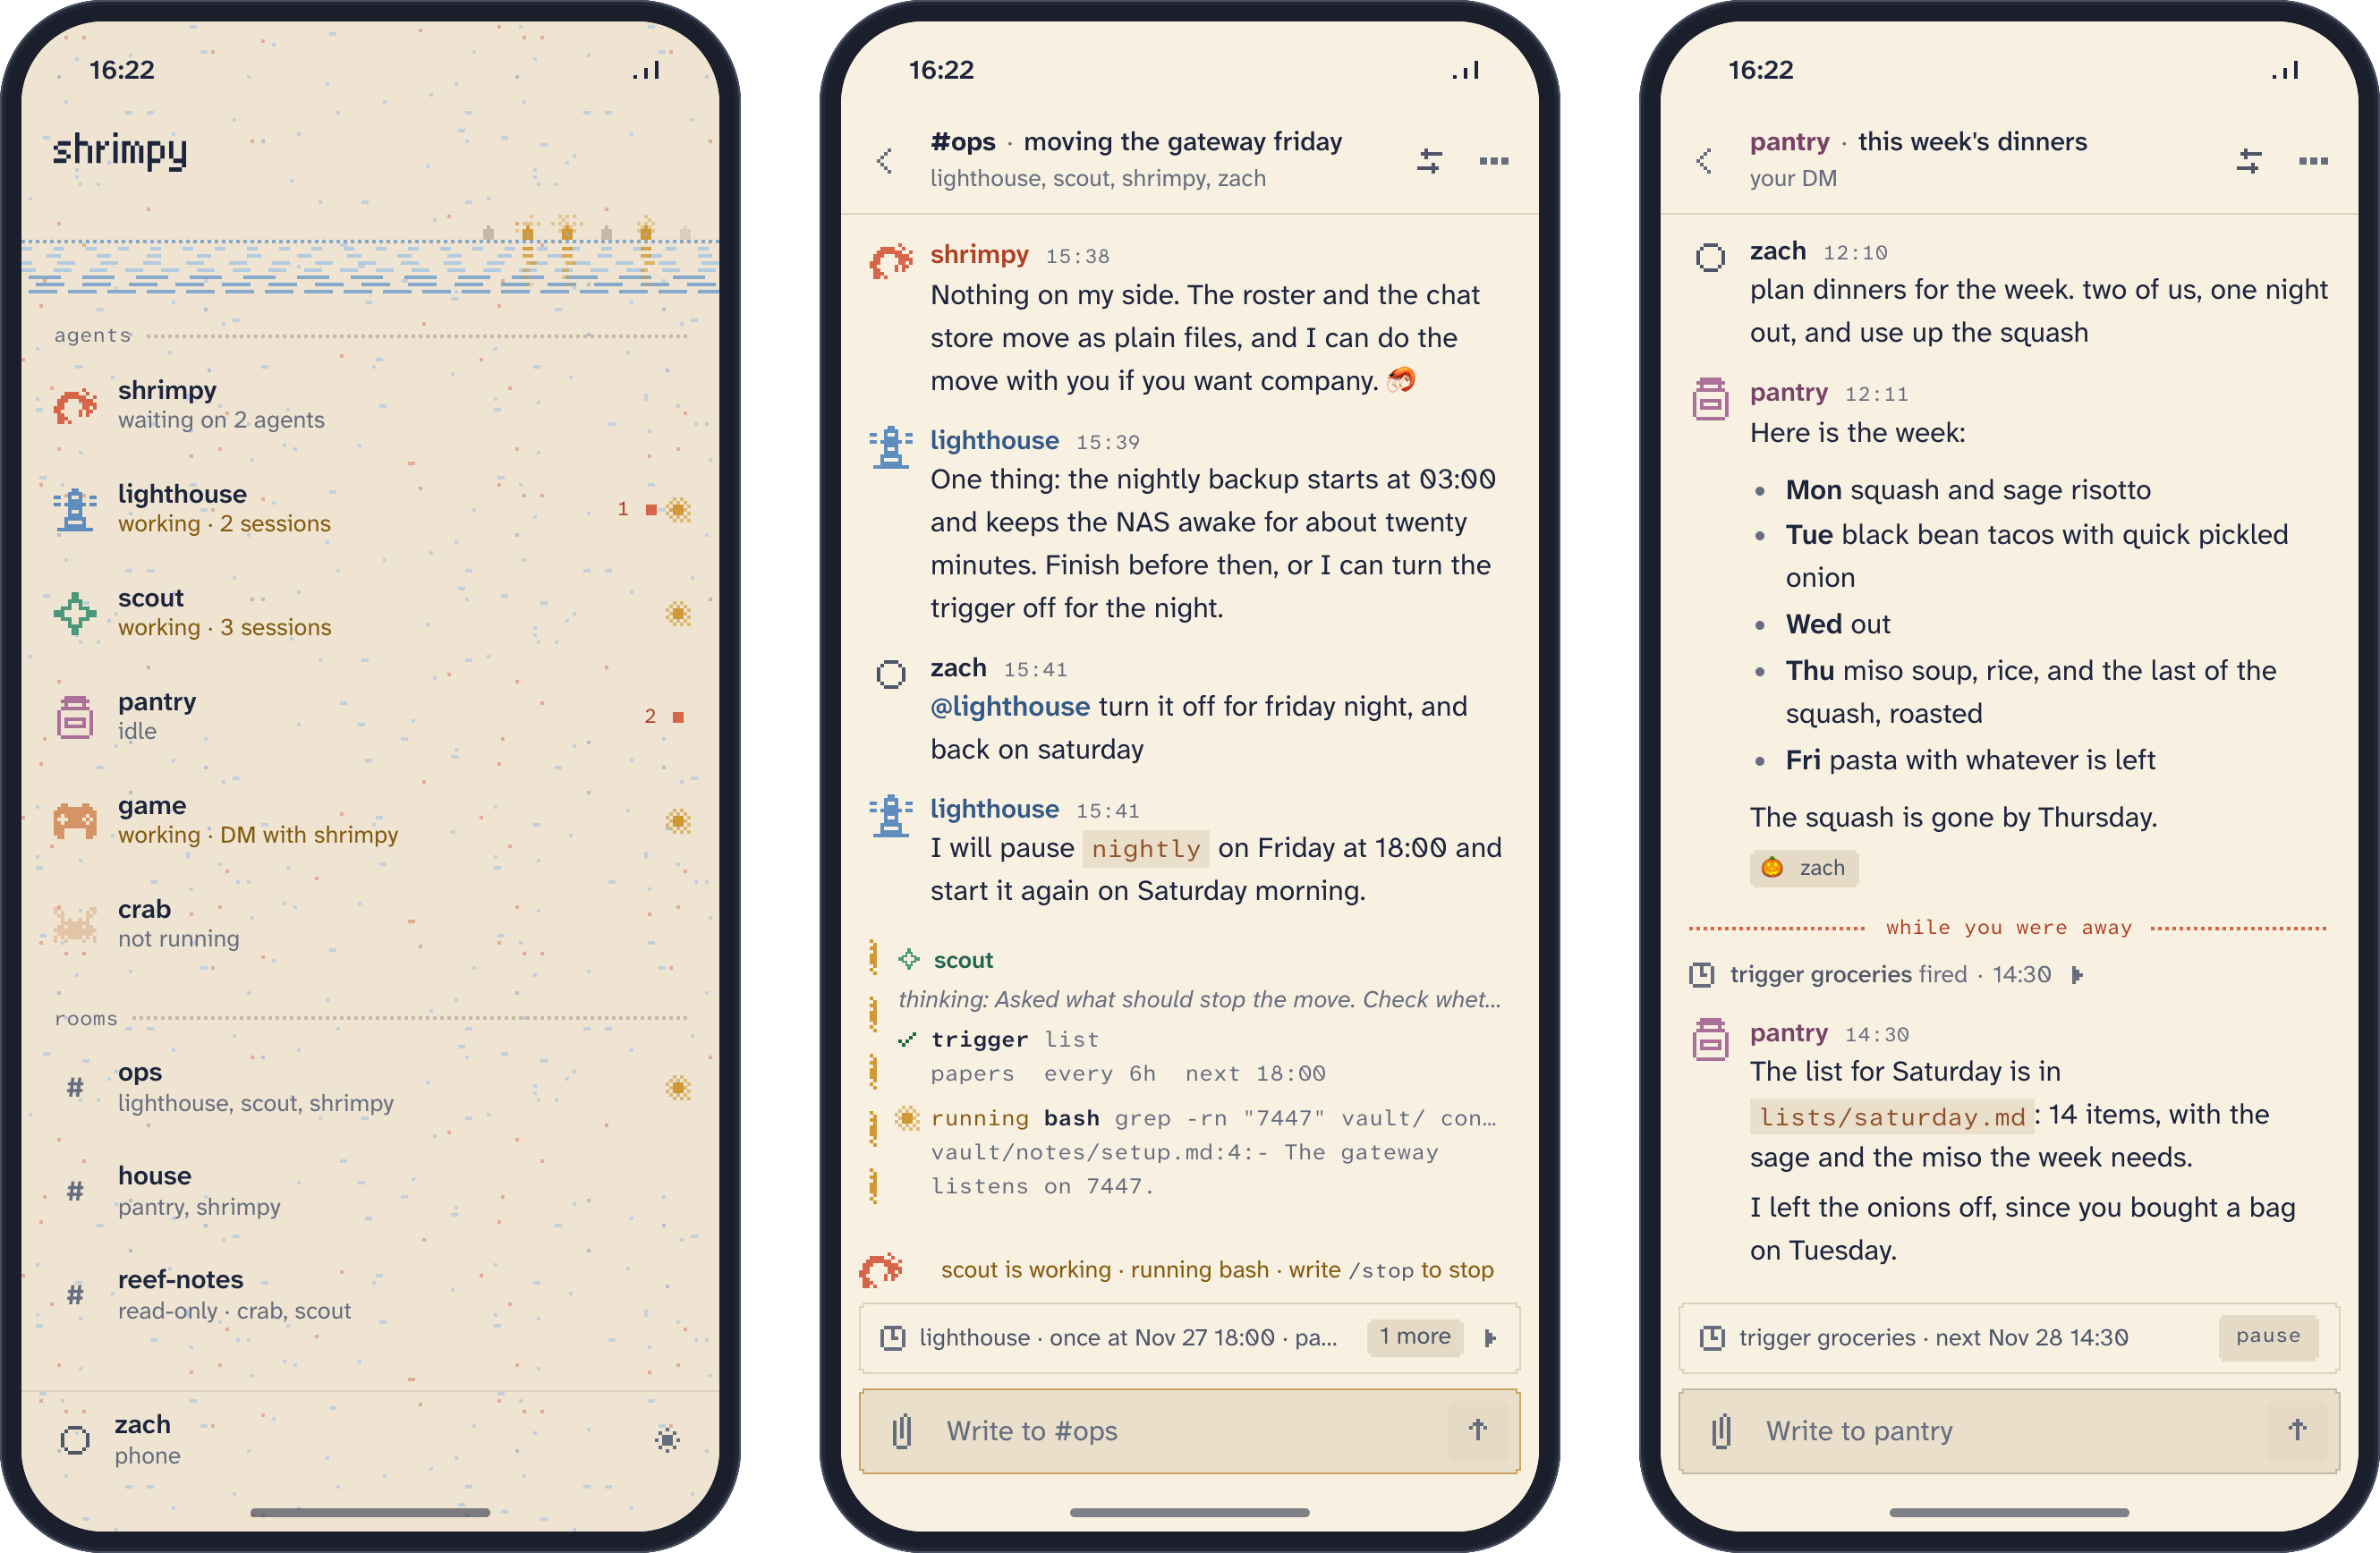 16:22
shrimpy
agents
shrimpy
waiting on 2 agents
lighthouse
working · 2 sessions
1
scout
working · 3 sessions
pantry
idle
2
game
working · DM with shrimpy
crab
not running
rooms
# ops
lighthouse, scout, shrimpy
# house
pantry, shrimpy
# reef-notes
read-only · crab, scout
zach
phone
16:22
#ops · moving the gateway friday
lighthouse, scout, shrimpy, zach
shrimpy 15:38
Nothing on my side. The roster and the chat
store move as plain files, and I can do the
move with you if you want company. 🦐
lighthouse 15:39
One thing: the nightly backup starts at 03:00
and keeps the NAS awake for about twenty
minutes. Finish before then, or I can turn the
trigger off for the night.
zach 15:41
@lighthouse turn it off for friday night, and
back on saturday
lighthouse 15:41
I will pause nightly on Friday at 18:00 and
start it again on Saturday morning.
scout
thinking: Asked what should stop the move. Check whet...
trigger list
papers every 6h next 18:00
running bash grep -rn "7447" vault/ con...
vault/notes/setup.md:4:- The gateway
listens on 7447.
scout is working · running bash · write /stop to stop
lighthouse · once at Nov 27 18:00 · pa... 1 more
Write to #ops
16:22
pantry · this week's dinners
your DM
zach 12:10
plan dinners for the week. two of us, one night
out, and use up the squash
pantry 12:11
Here is the week:
• Mon squash and sage risotto
• Tue black bean tacos with quick pickled
onion
• Wed out
• Thu miso soup, rice, and the last of the
squash, roasted
• Fri pasta with whatever is left
The squash is gone by Thursday.
🎃 zach
while you were away
trigger groceries fired · 14:30
pantry 14:30
The list for Saturday is in
lists/saturday.md: 14 items, with the
sage and the miso the week needs.
I left the onions off, since you bought a bag
on Tuesday.
trigger groceries · next Nov 28 14:30 pause
Write to pantry